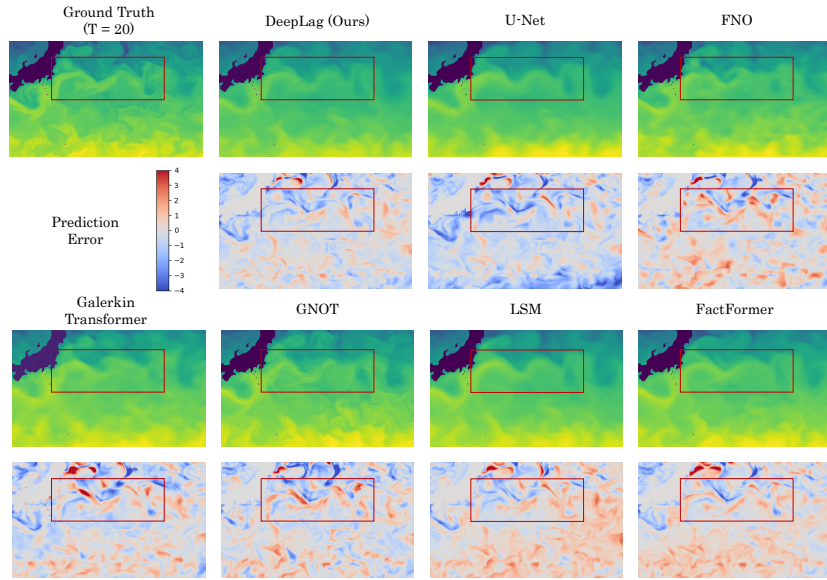 Ground Truth
(T = 20)
DeepLag (Ours)
U-Net
FNO
Prediction
Error
4
3
2
1
0
−1
−2
−3
−4
Galerkin
Transformer
GNOT
LSM
FactFormer